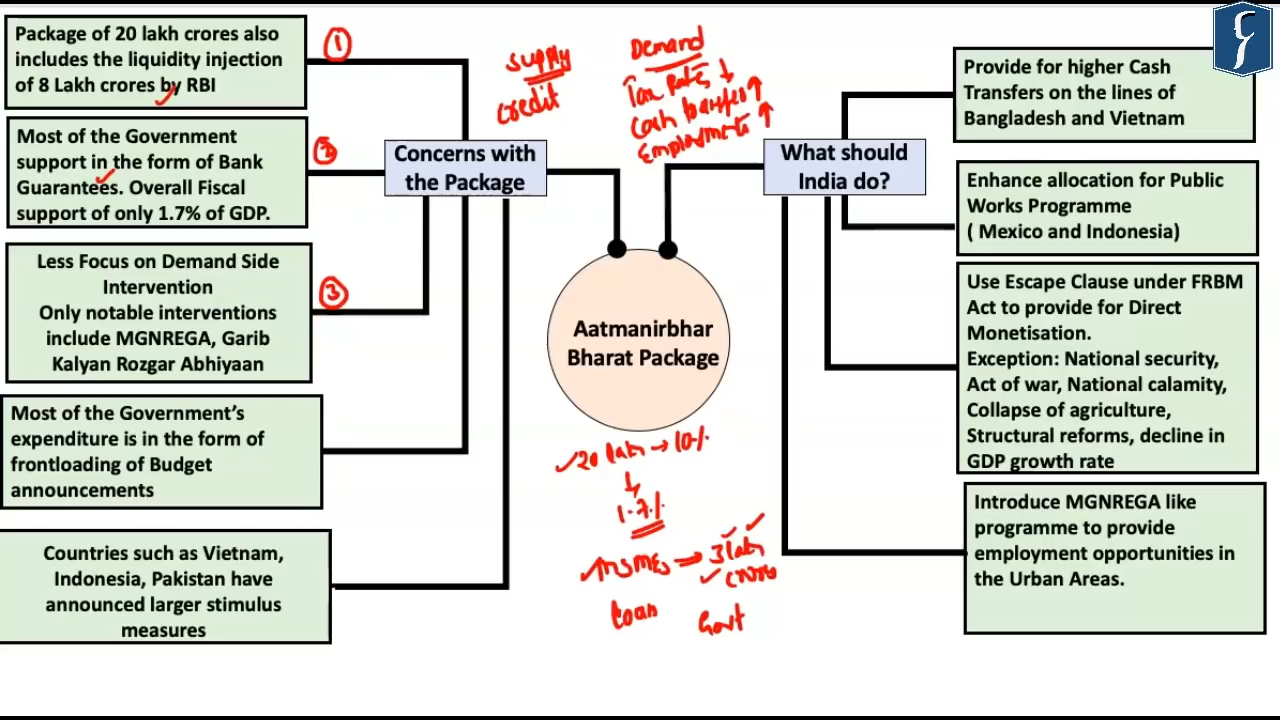 Package of 20 lakh crores also
includes the liquidity injection
of 8 Lakh crores by RBI
①
Most of the Government
support in the form of Bank
Guarantees. Overall Fiscal
support of only 1.7% of GDP.
②
Less Focus on Demand Side
Intervention
Only notable interventions
include MGNREGA, Garib
Kalyan Rozgar Abhiyaan
③
Most of the Government’s
expenditure is in the form of
frontloading of Budget
announcements
Countries such as Vietnam,
Indonesia, Pakistan have
announced larger stimulus
measures
Concerns with
the Package
Supply
credit
Demand
Tax Rates ↓
Cash transfers ↑
Employments ↑
What should
India do?
Aatmanirbhar
Bharat Package
✓20 lakh → 10%
↓
1.7%
✓MSMEs ⇒ 3 lakh
✓ crores
loan Govt
Provide for higher Cash
Transfers on the lines of
Bangladesh and Vietnam
Enhance allocation for Public
Works Programme
( Mexico and Indonesia)
Use Escape Clause under FRBM
Act to provide for Direct
Monetisation.
Exception: National security,
Act of war, National calamity,
Collapse of agriculture,
Structural reforms, decline in
GDP growth rate
Introduce MGNREGA like
programme to provide
employment opportunities in
the Urban Areas.